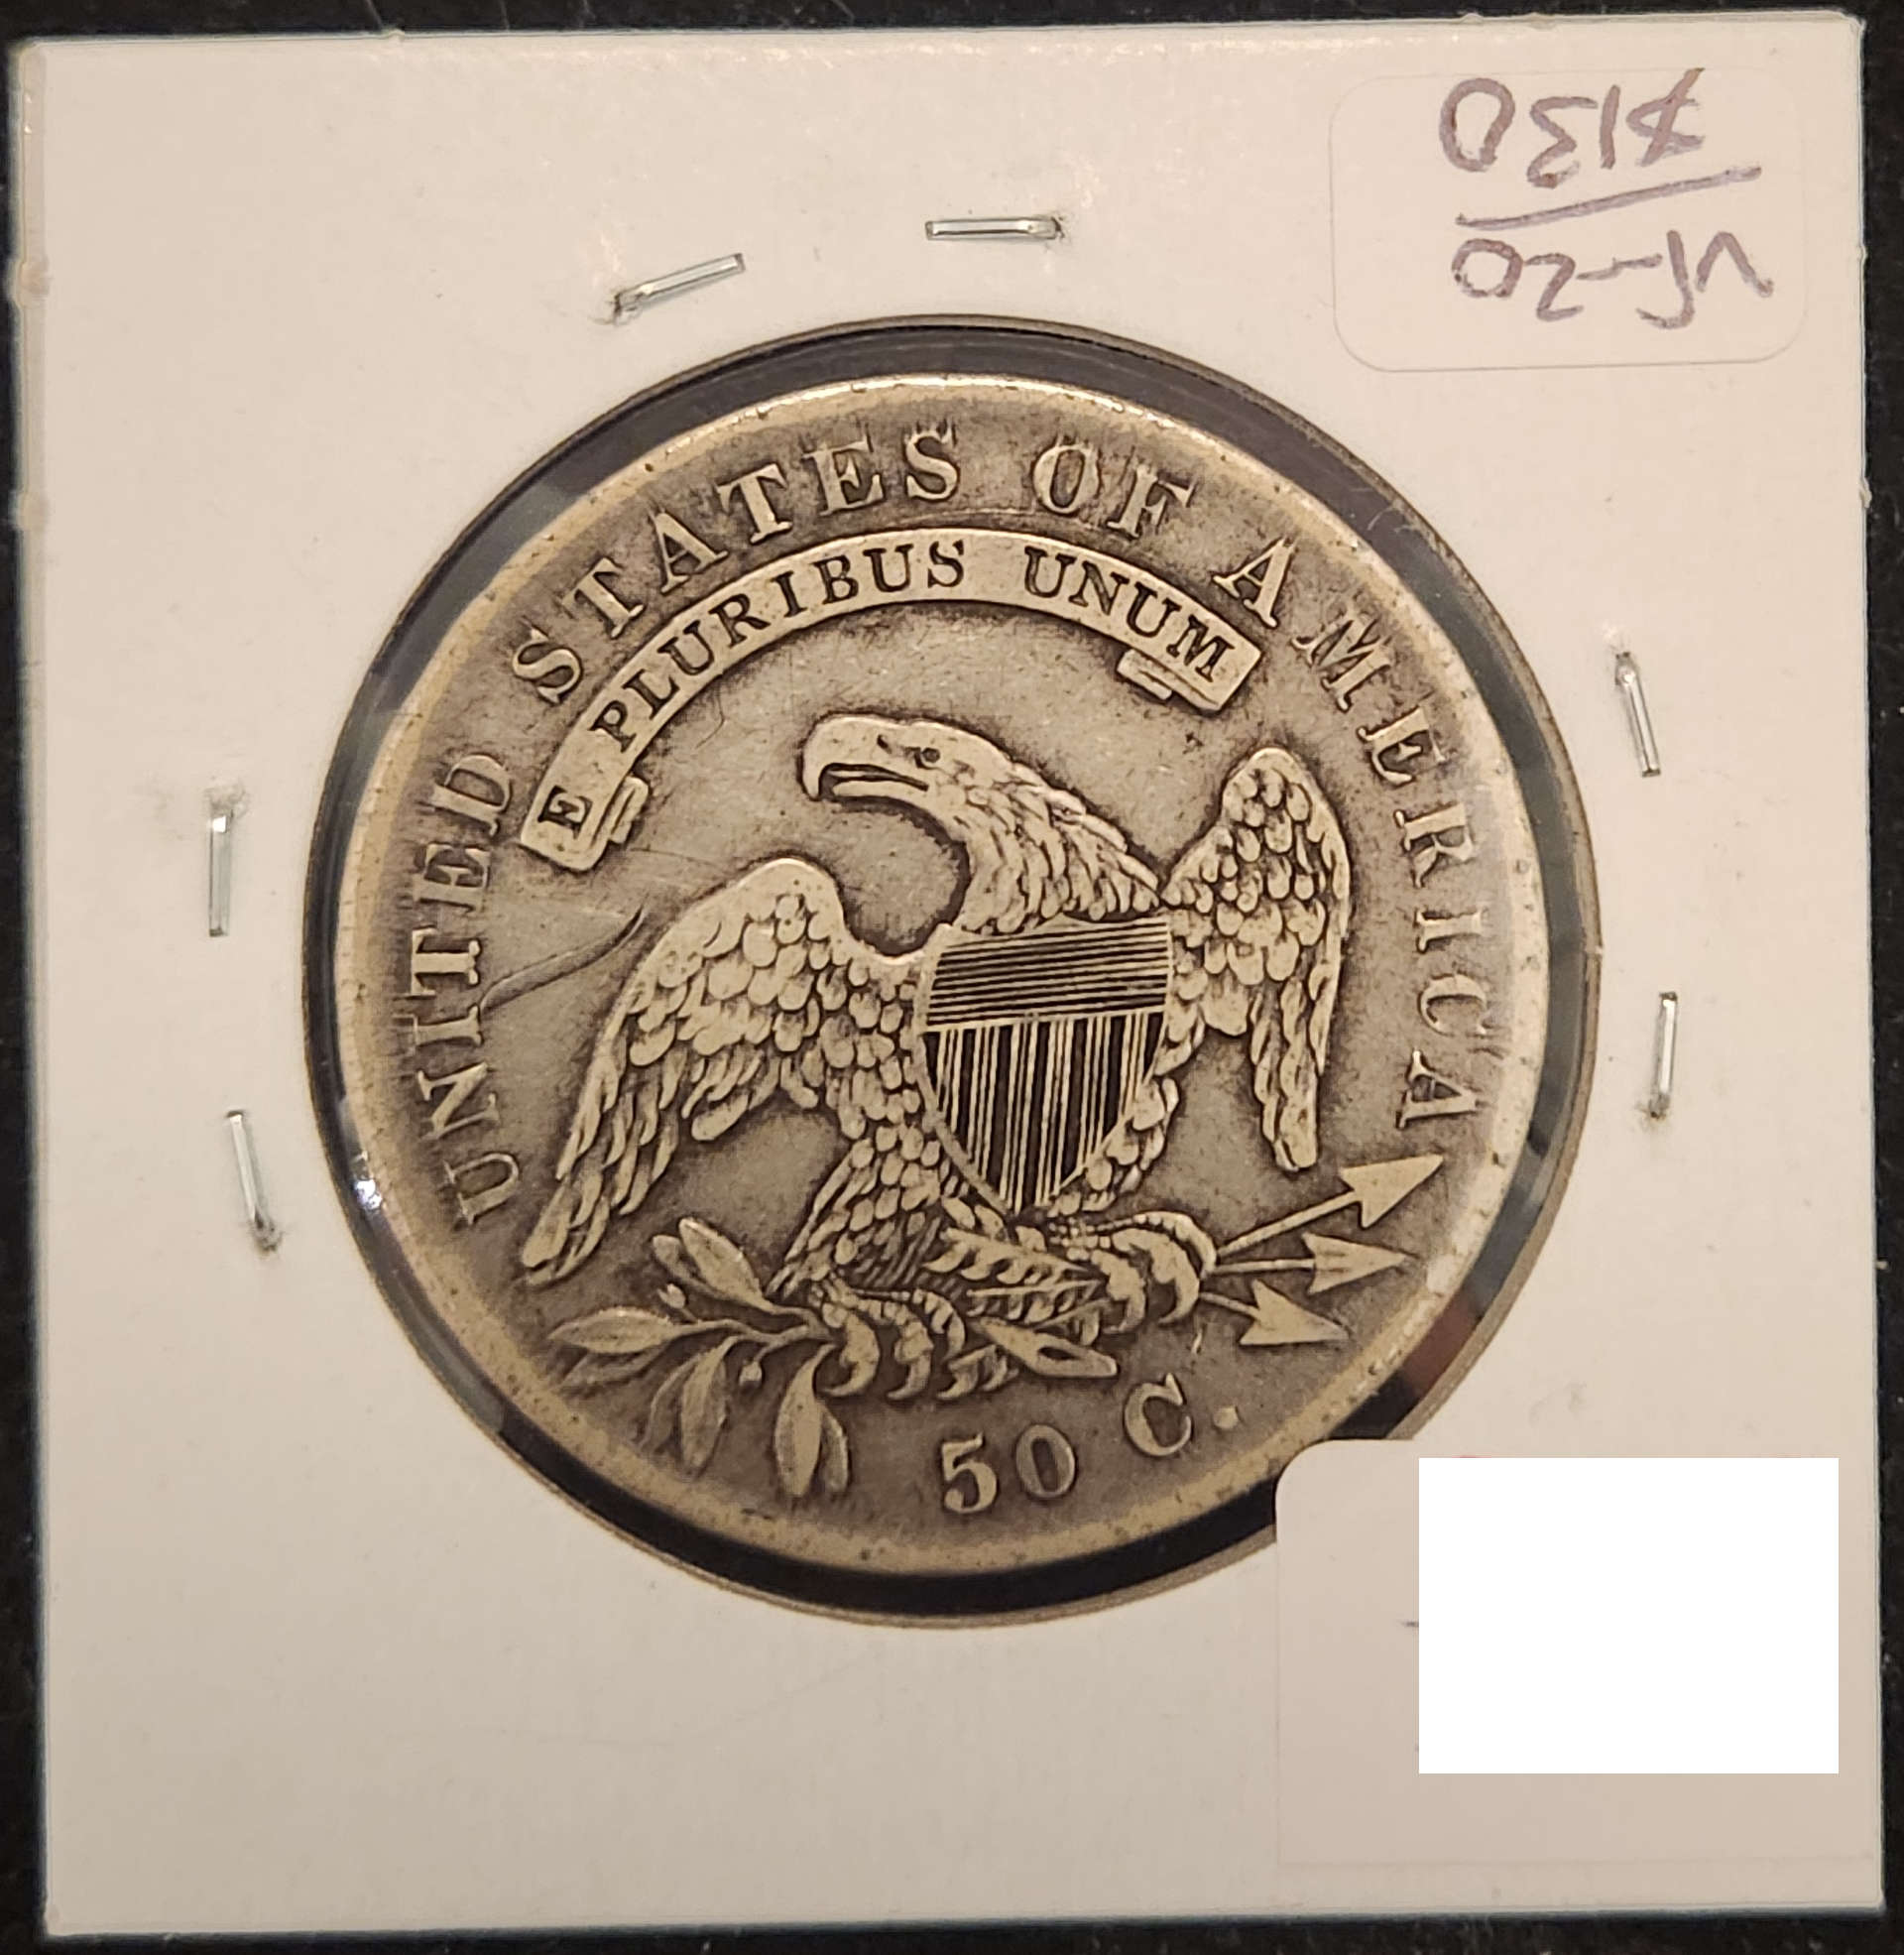 VF-20
$130
UNITED STATES OF AMERICA
E PLURIBUS UNUM
50 C.